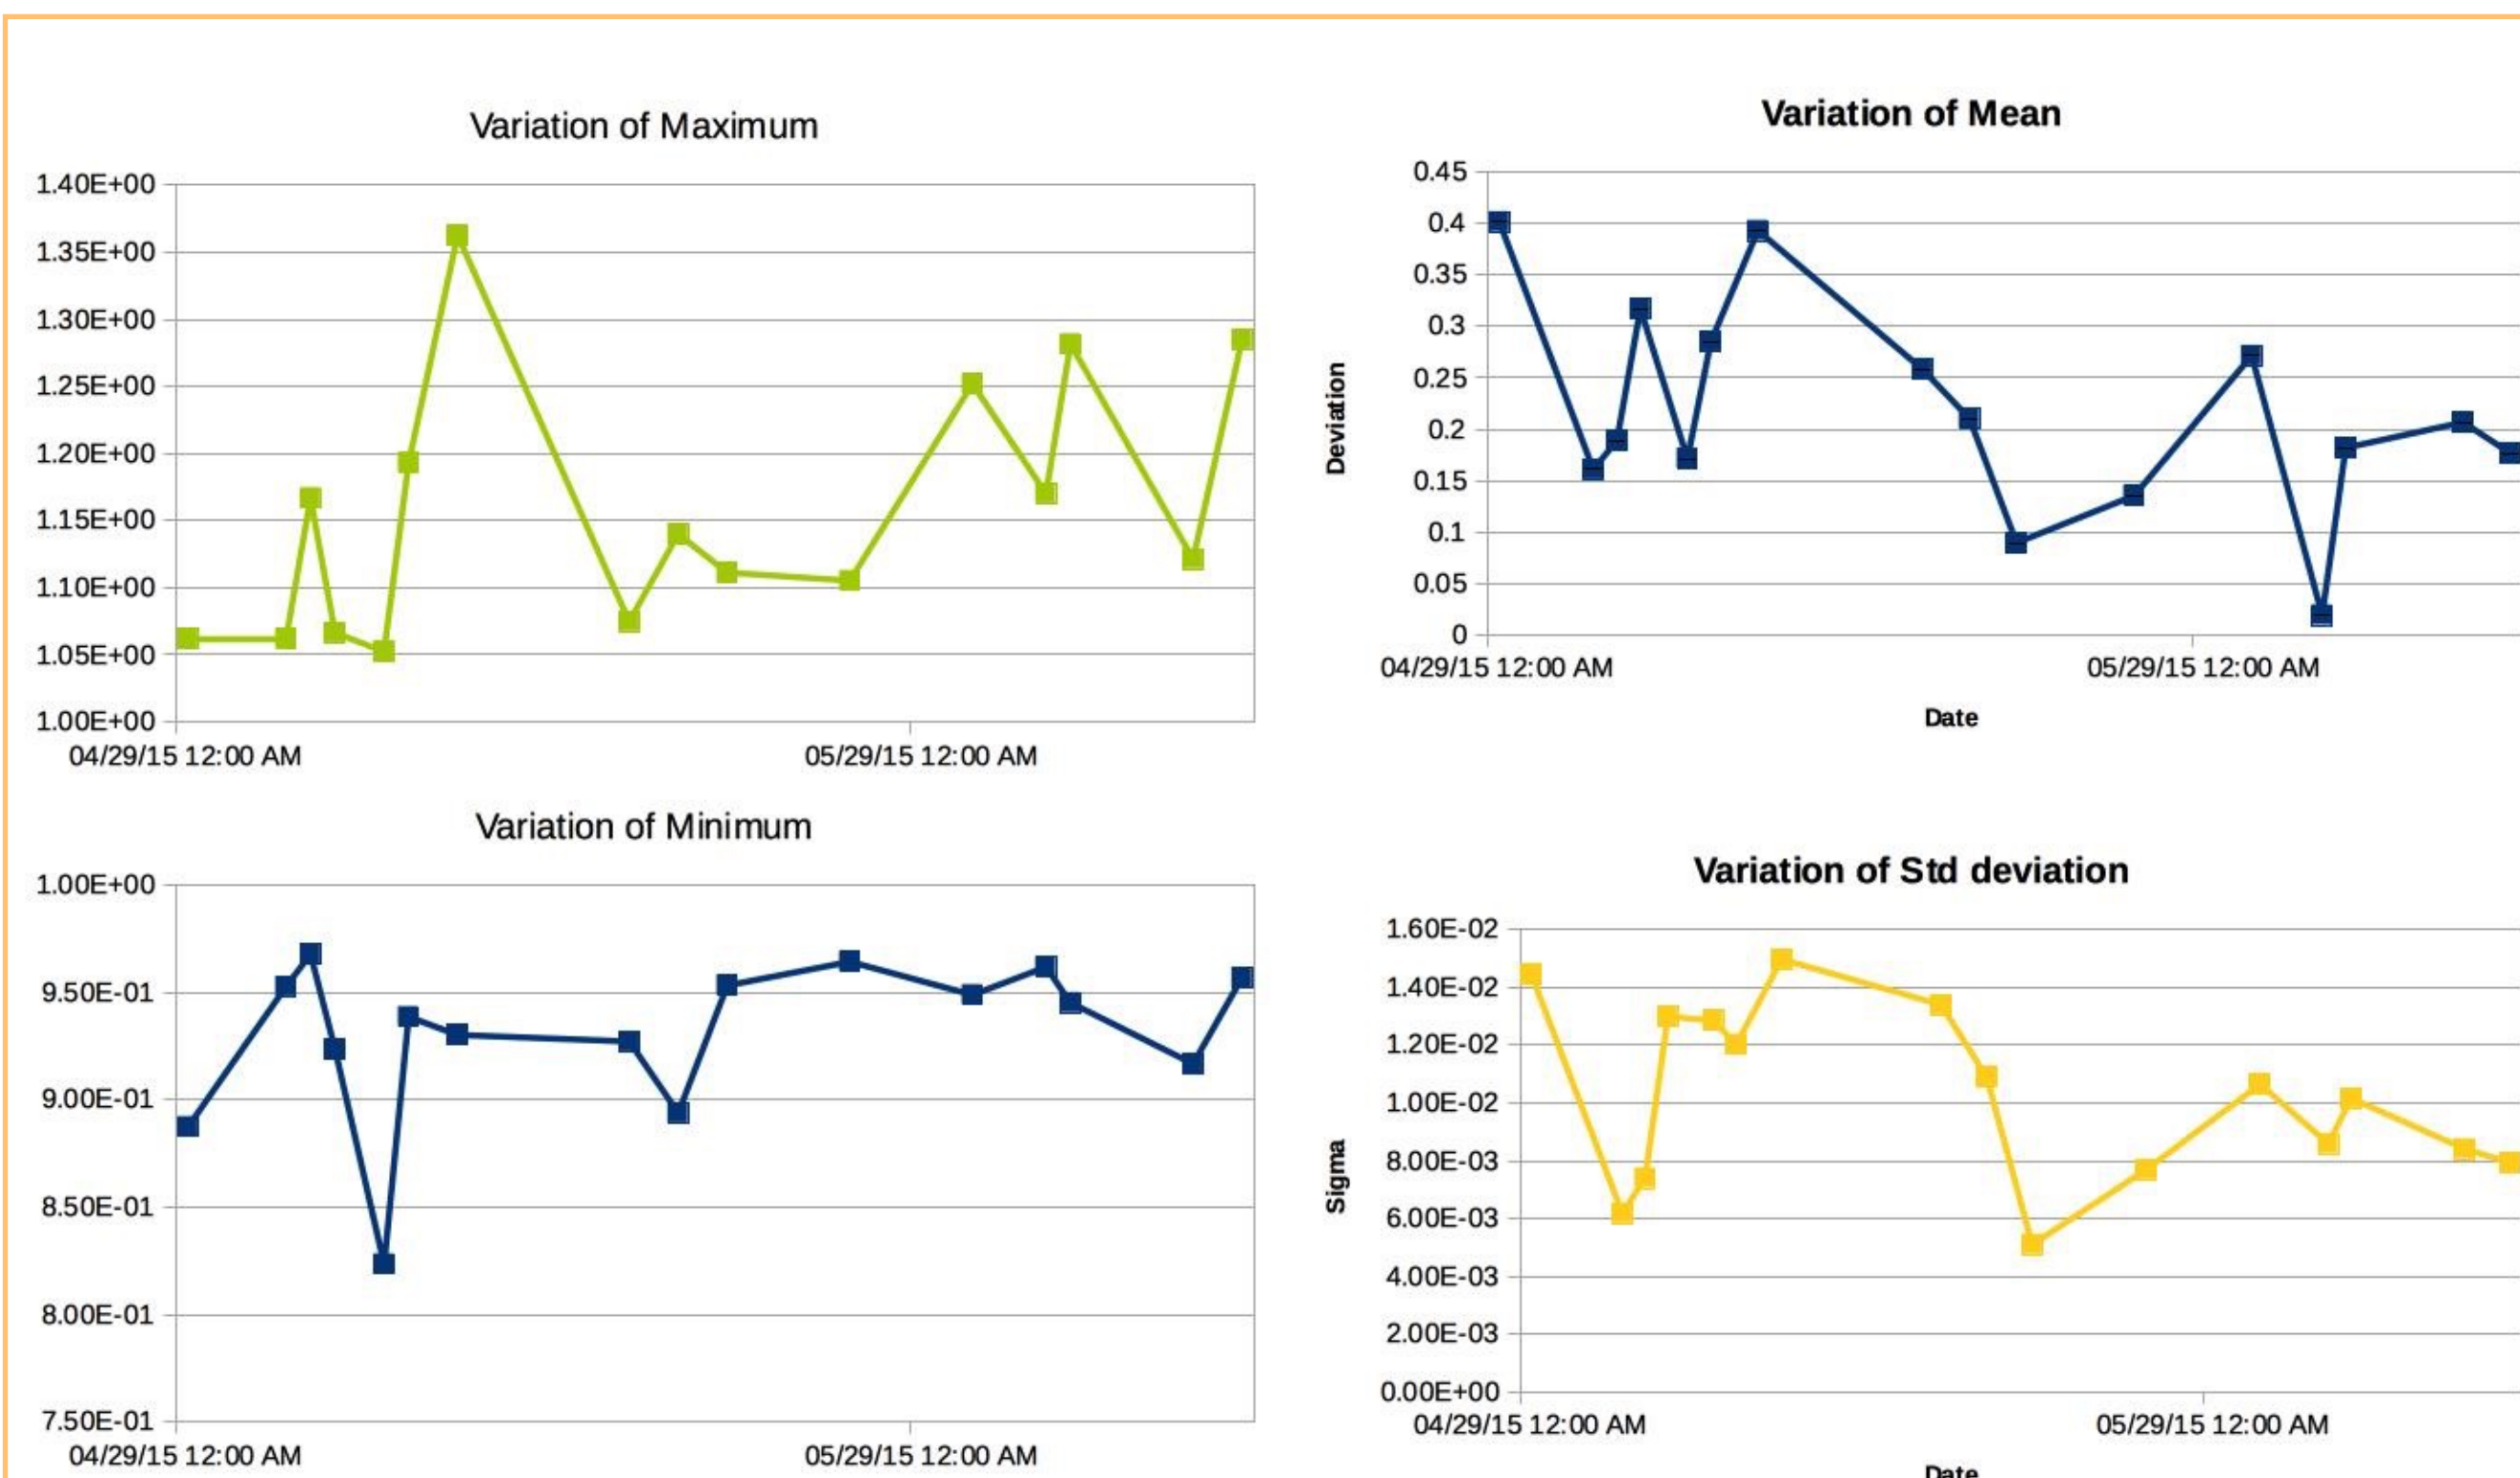 Variation of Maximum
1.40E+00
1.35E+00
1.30E+00
1.25E+00
1.20E+00
1.15E+00
1.10E+00
1.05E+00
1.00E+00
04/29/15 12:00 AM 05/29/15 12:00 AM
Variation of Mean
Deviation
0.45
0.4
0.35
0.3
0.25
0.2
0.15
0.1
0.05
0
04/29/15 12:00 AM 05/29/15 12:00 AM
Date
Variation of Minimum
1.00E+00
9.50E-01
9.00E-01
8.50E-01
8.00E-01
7.50E-01
04/29/15 12:00 AM 05/29/15 12:00 AM
Variation of Std deviation
Sigma
1.60E-02
1.40E-02
1.20E-02
1.00E-02
8.00E-03
6.00E-03
4.00E-03
2.00E-03
0.00E+00
04/29/15 12:00 AM 05/29/15 12:00 AM
Date